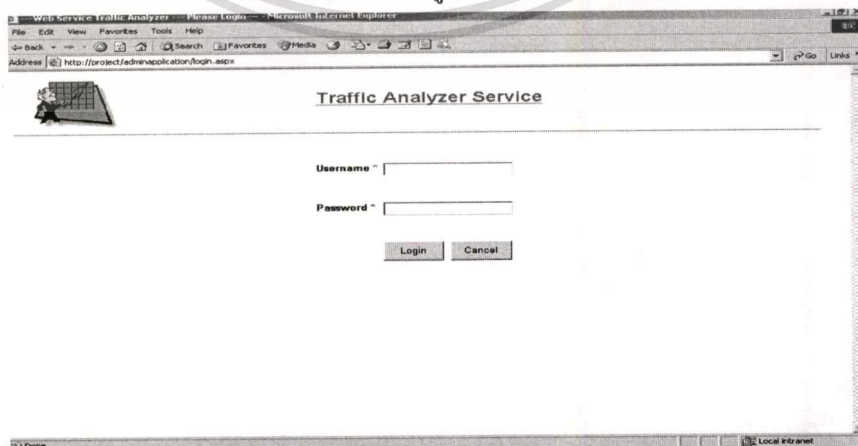 Web Service Traffic Analyzer --- Please Login --- - Microsoft Internet Explorer
File Edit View Favorites Tools Help
Back Search Favorites Media
Address http://project/adminapplication/login.aspx Go Links
Traffic Analyzer Service
Username *
Password *
Login Cancel
Done Local intranet